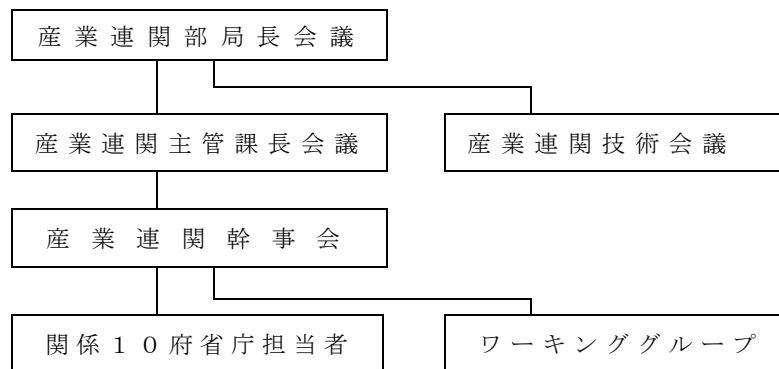 産業連関部局長会議
産業連関主管課長会議
産業連関技術会議
産業連関幹事会
関係１０府省庁担当者
ワーキンググループ